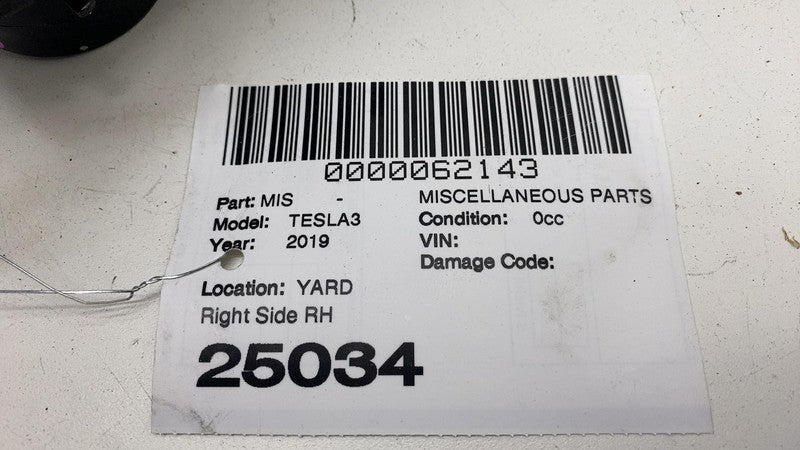 0000062143
Part: MIS - MISCELLANEOUS PARTS
Model: TESLA3 Condition: 0cc
Year: 2019 VIN:
Damage Code:
Location: YARD
Right Side RH
25034